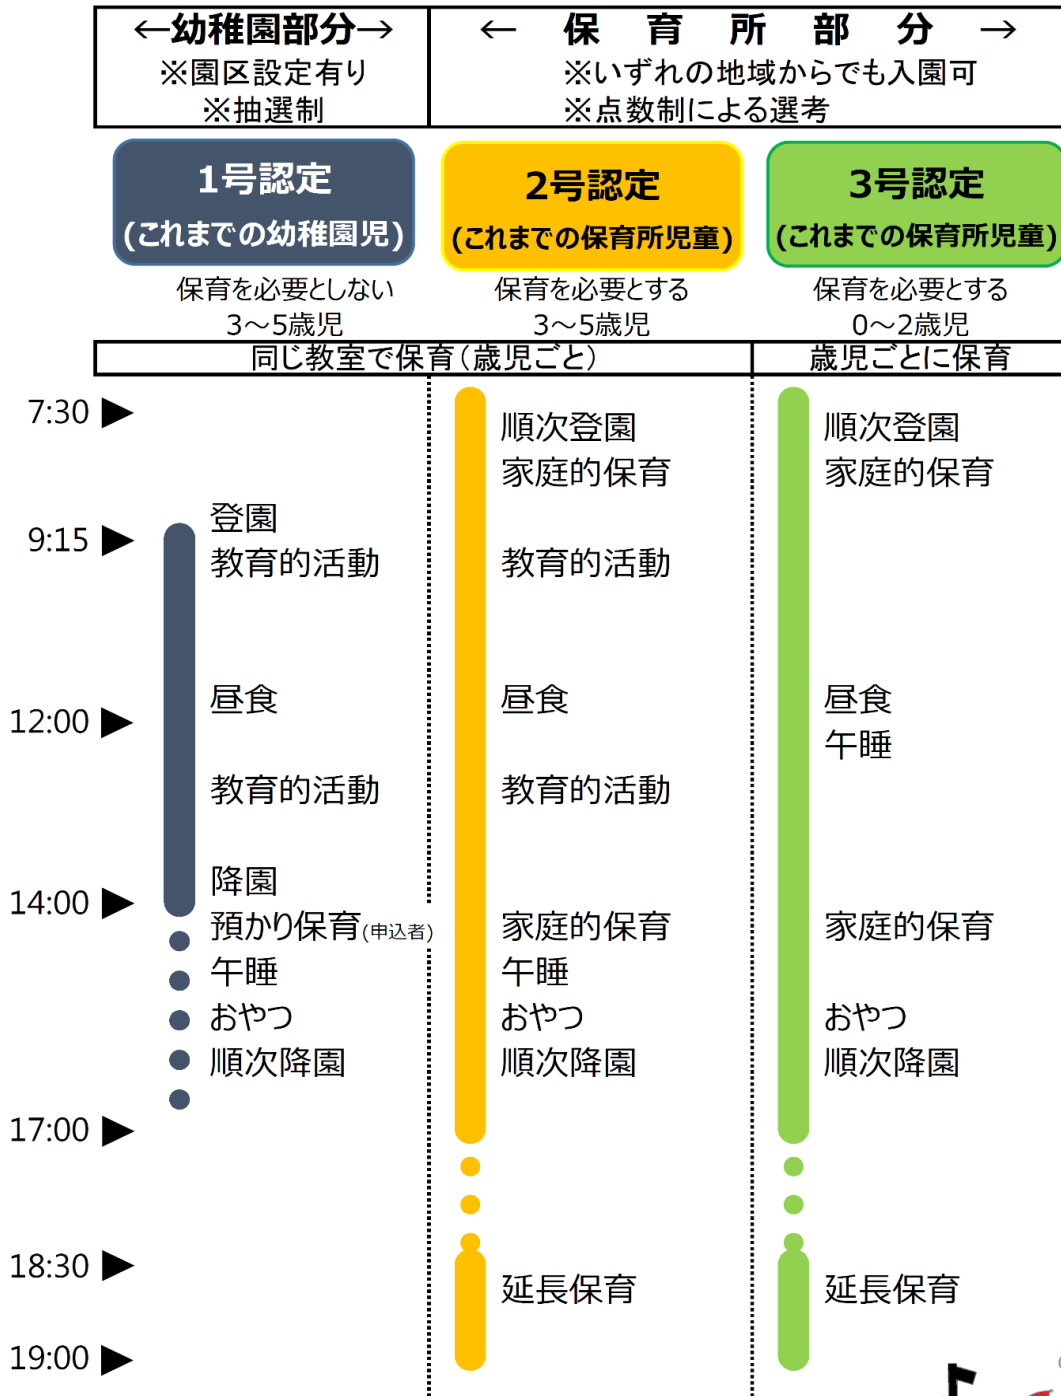 ←幼稚園部分→
※園区設定有り
※抽選制
← 保 育 所 部 分 →
※いずれの地域からでも入園可
※点数制による選考
1号認定
(これまでの幼稚園児)
2号認定
(これまでの保育所児童)
3号認定
(これまでの保育所児童)
保育を必要としない
3～5歳児
保育を必要とする
3～5歳児
保育を必要とする
0～2歳児
同じ教室で保育(歳児ごと)
歳児ごとに保育
7:30 ▶
9:15 ▶
12:00 ▶
14:00 ▶
17:00 ▶
18:30 ▶
19:00 ▶
登園
教育的活動
昼食
教育的活動
降園
預かり保育(申込者)
午睡
おやつ
順次降園
順次登園
家庭的保育
教育的活動
昼食
教育的活動
家庭的保育
午睡
おやつ
順次降園
延長保育
順次登園
家庭的保育
昼食
午睡
家庭的保育
おやつ
順次降園
延長保育